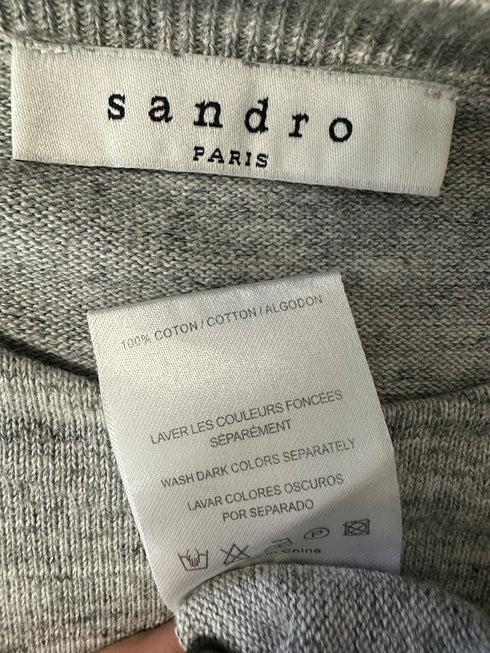 sandro
PARIS
100% COTON / COTTON / ALGODON
LAVER LES COULEURS FONCÉES
SÉPARÉMENT
WASH DARK COLORS SEPARATELY
LAVAR COLORES OSCUROS
POR SEPARADO
P
China